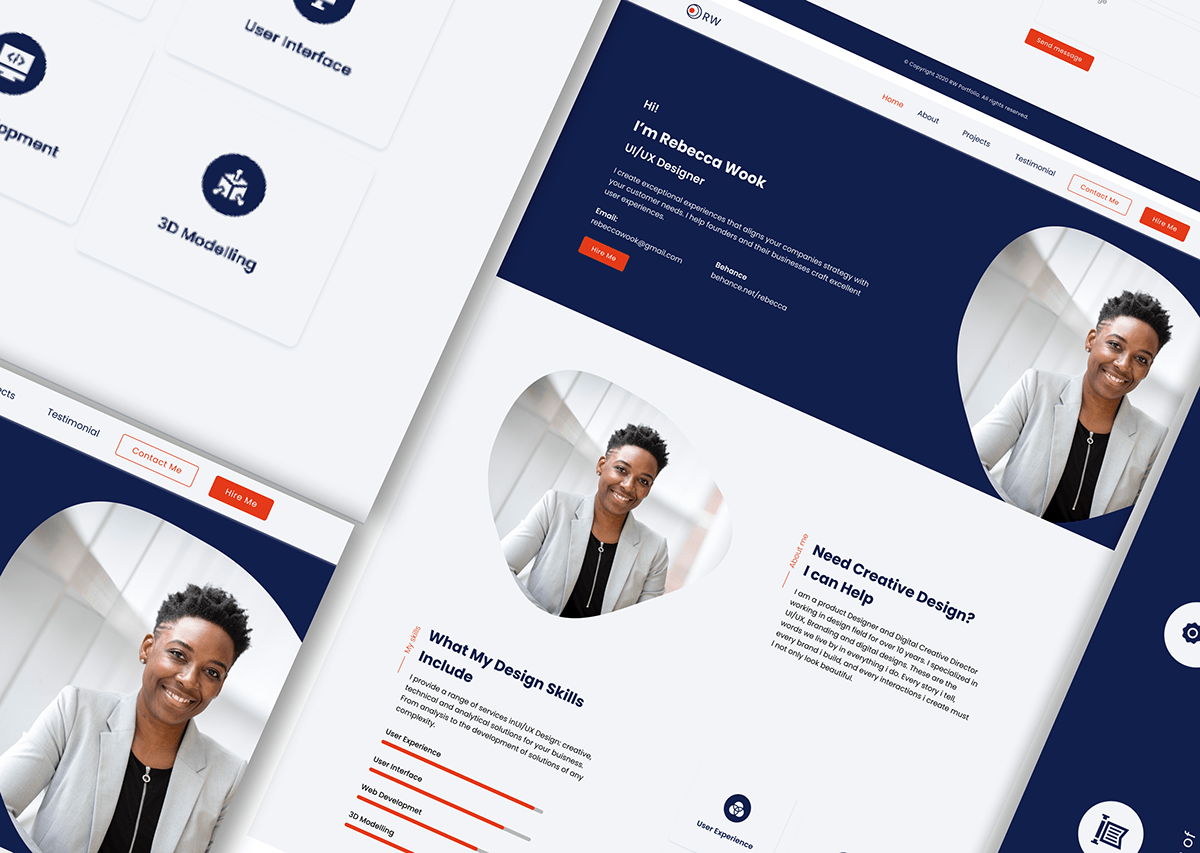 User Interface
3D Modelling
Testimonial
Contact Me
Hire Me
RW
Send message
© Copyright 2020 RW Portfolio. All rights reserved.
Home
About
Projects
Testimonial
Contact Me
Hire Me
Hi!
I'm Rebecca Wook
UI/UX Designer
I create exceptional experiences that aligns your companies strategy with
your customer needs. I help founders and their businesses craft excellent
user experiences.
Email:
rebeccawook@gmail.com
Behance
behance.net/rebecca
Hire Me
About me
Need Creative Design?
I can Help
I am a product Designer and Digital Creative Director
working in design field for over 10 years. I specialized in
UI/UX, Branding and digital designs. These are the
words we live by in everything i do. Every story i tell,
every brand i build, and every interactions i create must
I not only look beautiful.
My skills
What My Design Skills
Include
I provide a range of services inUI/UX Design: creative,
technical and analytical solutions for your buisness.
From analysis to the development of solutions of any
complexity.
User Experience
User Interface
Web Developmet
3D Modelling
User Experience
of